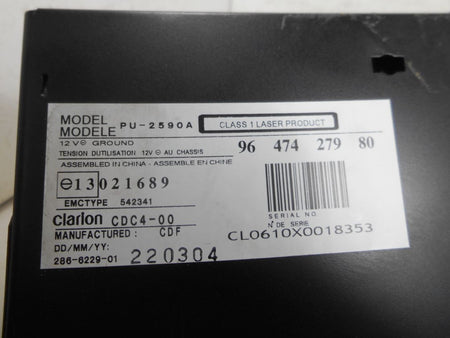 MODEL
MODELE PU-2590A CLASS 1 LASER PRODUCT
12V⊖ GROUND
TENSION DUTILISATION 12V⊖ AU CHASSIS
96 474 279 80
ASSEMBLED IN CHINA - ASSEMBLE EN CHINE
⊖13021689
EMCTYPE 542341
SERIAL NO.
N° DE SERIE
Clarion CDC4-00
MANUFACTURED: CDF
CL0610X0018353
DD/MM/YY:
286-6229-01 220304